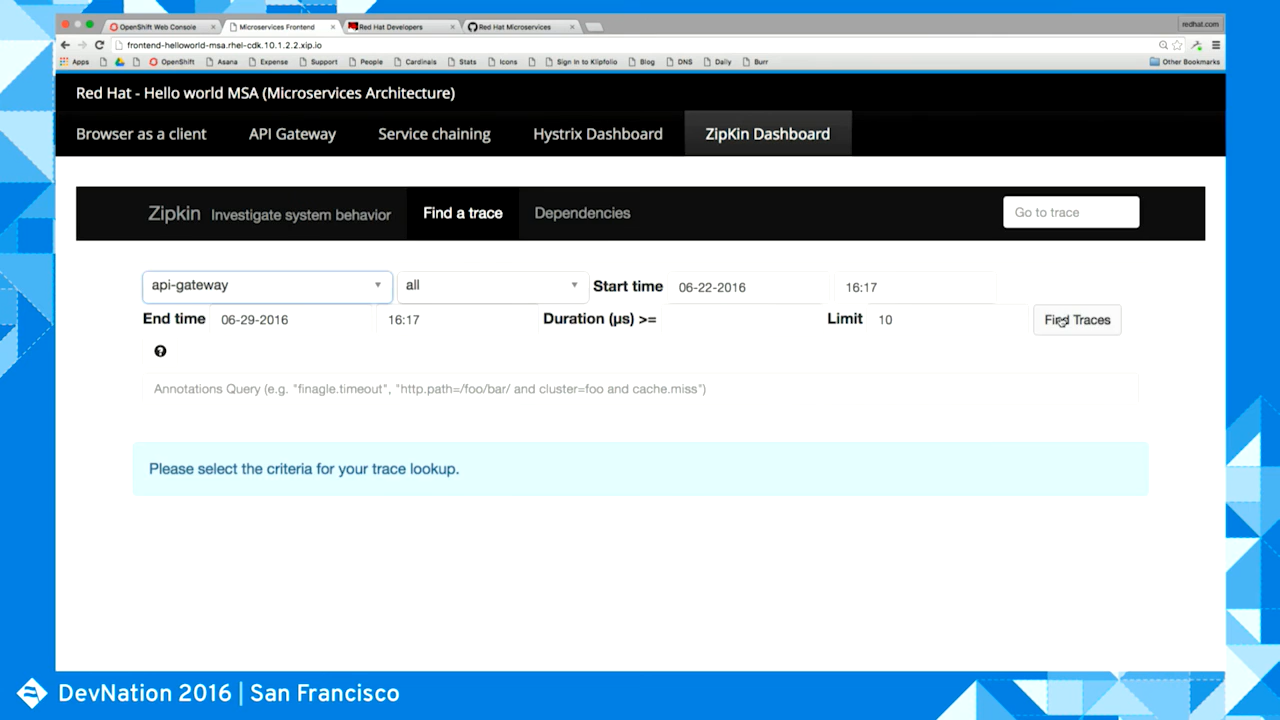 OpenShift Web Console
Microservices Frontend
Red Hat Developers
Red Hat Microservices
redhat.com
frontend-helloworld-msa.rhel-cdk.10.1.2.2.xip.io
Apps OpenShift Asana Expense Support People Cardinals Stats Icons Sign In to Klipfolio Blog DNS Daily Burr Other Bookmarks
Red Hat - Hello world MSA (Microservices Architecture)
Browser as a client API Gateway Service chaining Hystrix Dashboard ZipKin Dashboard
Zipkin Investigate system behavior Find a trace Dependencies Go to trace
api-gateway all Start time 06-22-2016 16:17
End time 06-29-2016 16:17 Duration (µs) >= Limit 10 Find Traces
Annotations Query (e.g. "finagle.timeout", "http.path=/foo/bar/ and cluster=foo and cache.miss")
Please select the criteria for your trace lookup.
DevNation 2016 | San Francisco